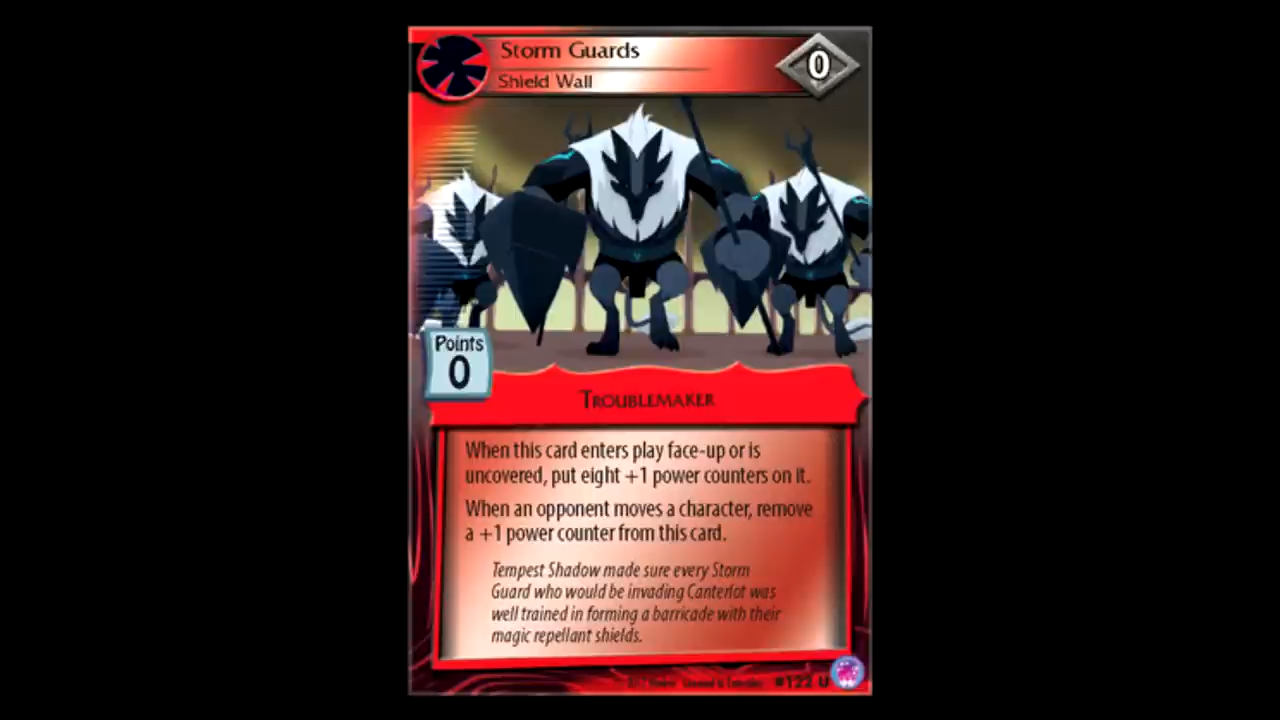 Storm Guards
Shield Wall
0
Points
0
Troublemaker
When this card enters play face-up or is
uncovered, put eight +1 power counters on it.
When an opponent moves a character, remove
a +1 power counter from this card.
Tempest Shadow made sure every Storm
Guard who would be invading Canterlot was
well trained in forming a barricade with their
magic repellant shields.
#122 U